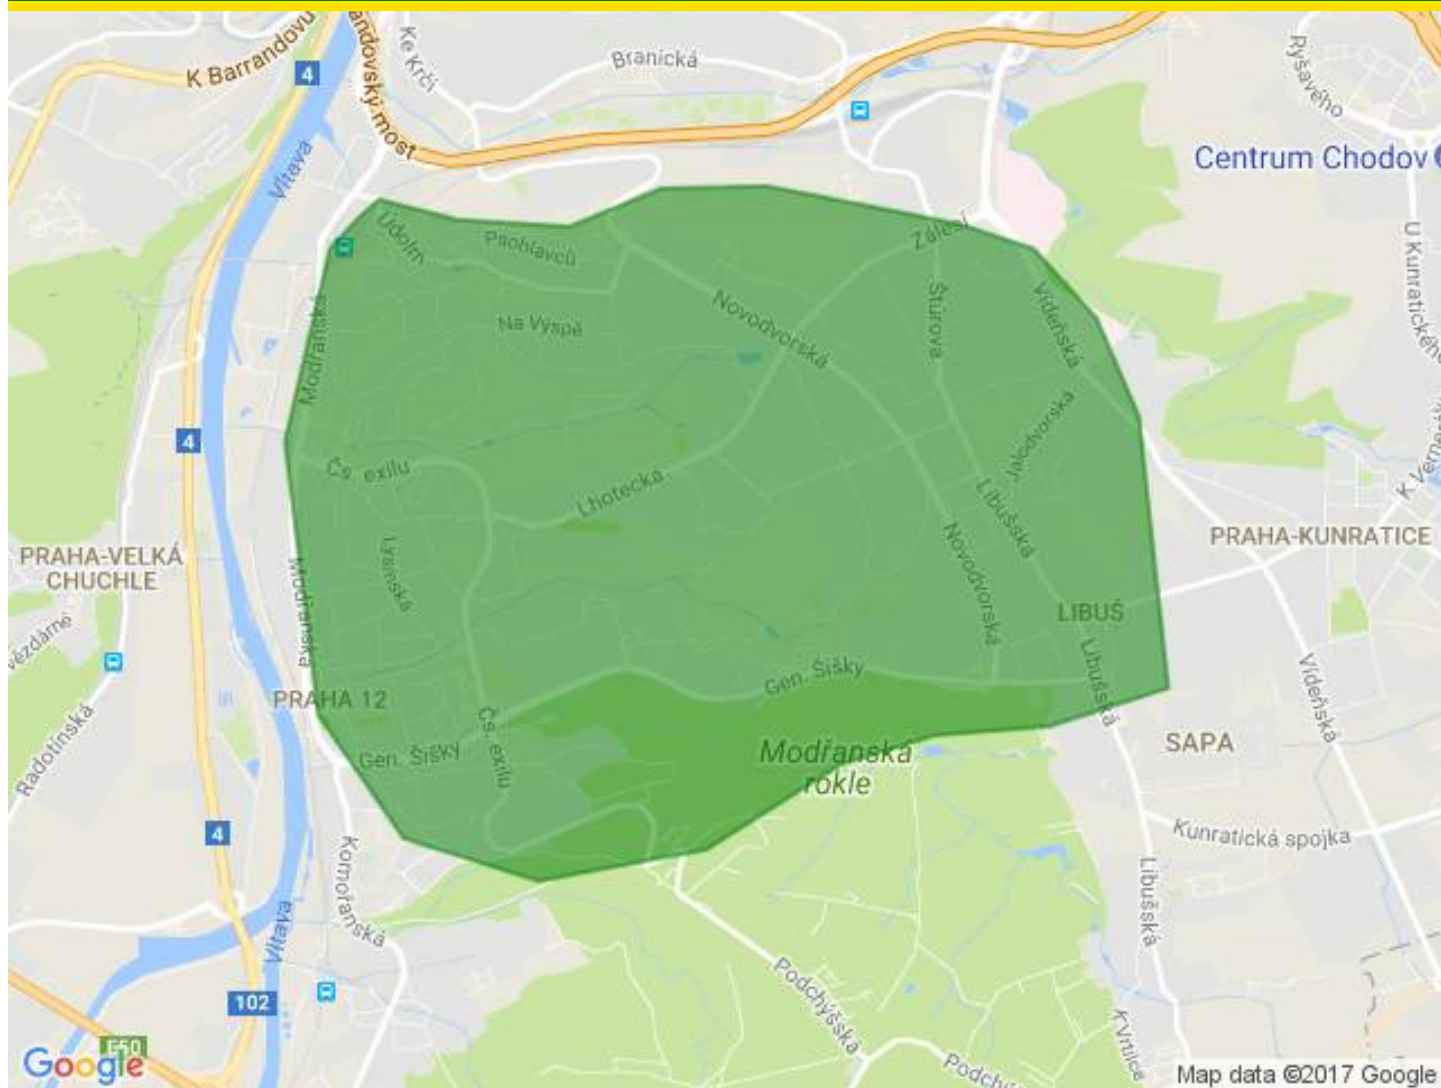 K Barrandovu
4
Ke Krči
Branická
Ryšavého
Vltava
Centrum Chodov
Údolní
Psohlavců
Zálesí
U Kunratického
Modřanská
Na Výspě
Novodvorská
Štúrova
Vídeňská
4
Čs. exilu
Lhotecká
Jalodvorská
Libušská
Novodvorská
PRAHA-VELKÁ
CHUCHLE
Lysinská
Modřanská
PRAHA-KUNRATICE
LIBUŠ
Libušská
PRAHA 12
Gen. Šišky
Vídeňská
Radotínská
Gen. Šišky
Čs. exilu
Modřanská
rokle
SAPA
4
Komořanská
Kunratická spojka
Libušská
Vltava
102
Podchýšská
K Vrtilce
E50
Google
Map data ©2017 Google